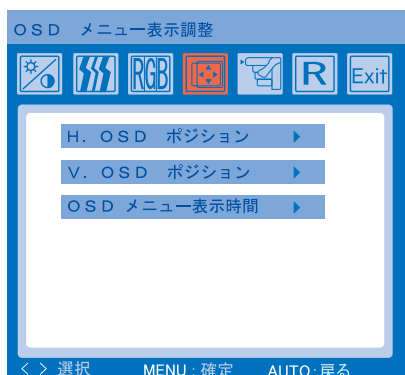 OSD メニュー表示調整
RGB R Exit
H. OSD ポジション
V. OSD ポジション
OSD メニュー表示時間
< > 選択 MENU : 確定 AUTO : 戻る